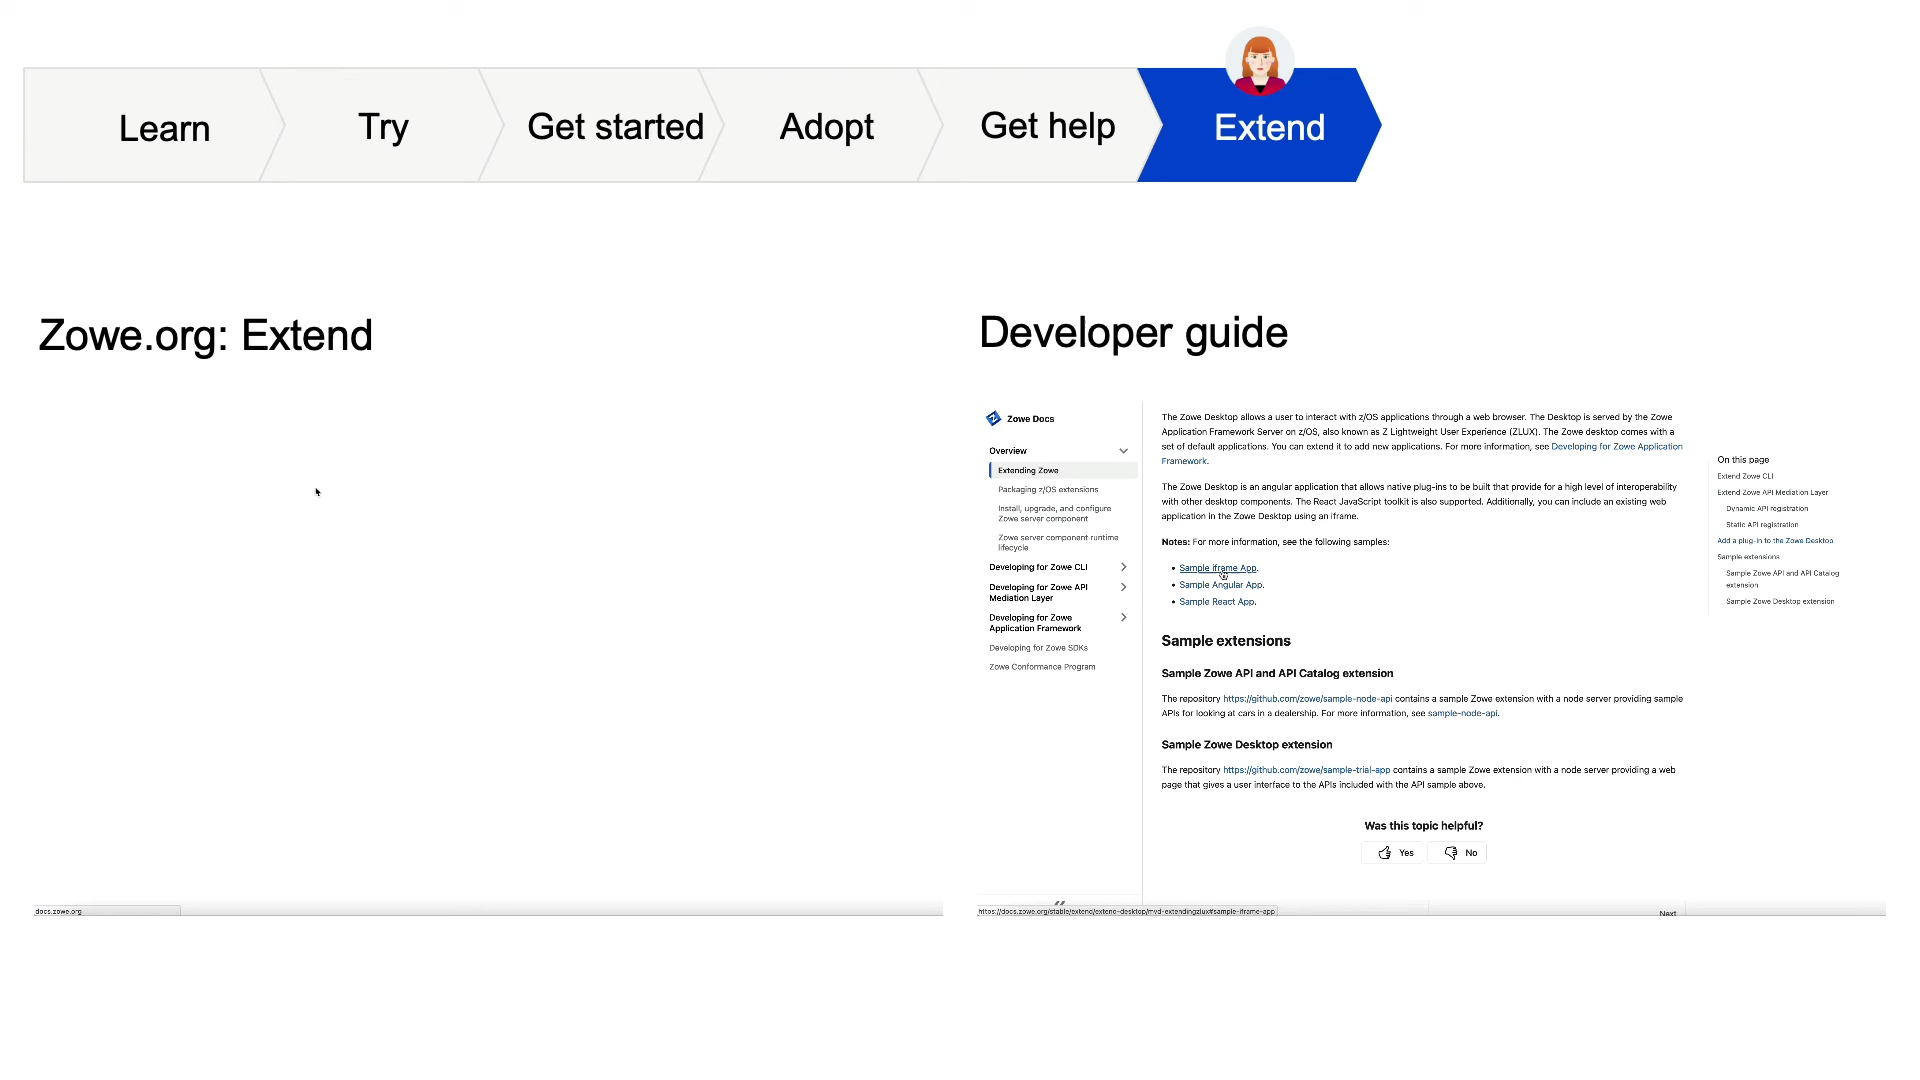 Learn
Try
Get started
Adopt
Get help
Extend
Zowe.org: Extend
docs.zowe.org
Developer guide
Zowe Docs
Overview
Extending Zowe
Packaging z/OS extensions
Install, upgrade, and configure
Zowe server component
Zowe server component runtime
lifecycle
Developing for Zowe CLI
Developing for Zowe API
Mediation Layer
Developing for Zowe
Application Framework
Developing for Zowe SDKs
Zowe Conformance Program
The Zowe Desktop allows a user to interact with z/OS applications through a web browser. The Desktop is served by the Zowe
Application Framework Server on z/OS, also known as Z Lightweight User Experience (ZLUX). The Zowe desktop comes with a
set of default applications. You can extend it to add new applications. For more information, see Developing for Zowe Application
Framework.
The Zowe Desktop is an angular application that allows native plug-ins to be built that provide for a high level of interoperability
with other desktop components. The React JavaScript toolkit is also supported. Additionally, you can include an existing web
application in the Zowe Desktop using an iframe.
Notes: For more information, see the following samples:
• Sample iframe App.
• Sample Angular App.
• Sample React App.
Sample extensions
Sample Zowe API and API Catalog extension
The repository https://github.com/zowe/sample-node-api contains a sample Zowe extension with a node server providing sample
APIs for looking at cars in a dealership. For more information, see sample-node-api.
Sample Zowe Desktop extension
The repository https://github.com/zowe/sample-trial-app contains a sample Zowe extension with a node server providing a web
page that gives a user interface to the APIs included with the API sample above.
Was this topic helpful?
Yes
No
On this page
Extend Zowe CLI
Extend Zowe API Mediation Layer
Dynamic API registration
Static API registration
Add a plug-in to the Zowe Desktop
Sample extensions
Sample Zowe API and API Catalog
extension
Sample Zowe Desktop extension
https://docs.zowe.org/stable/extend/extend-desktop/mvd-extendingzlux#sample-iframe-app
Next